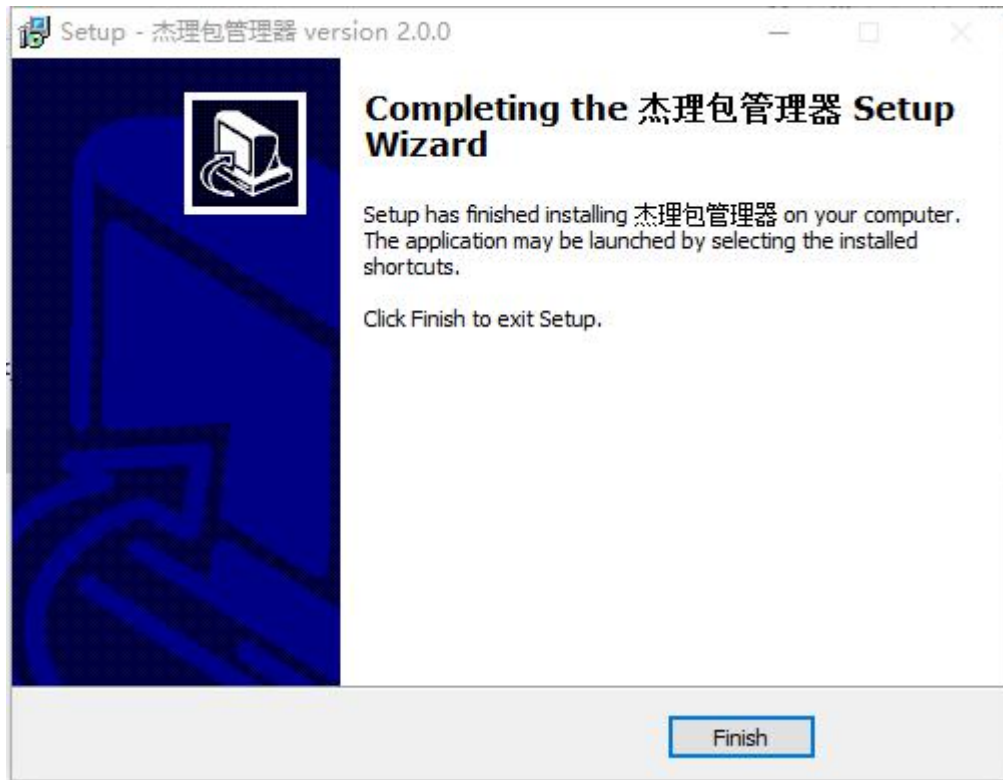 Setup - 杰理包管理器 version 2.0.0
Completing the 杰理包管理器 Setup
Wizard
Setup has finished installing 杰理包管理器 on your computer.
The application may be launched by selecting the installed
shortcuts.
Click Finish to exit Setup.
Finish